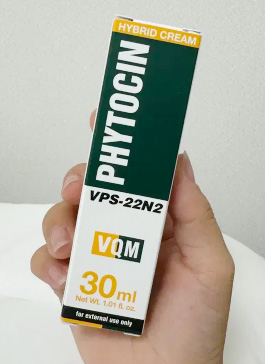 HYBRID CREAM
PHYTOCIN
VPS-22N2
VQM
30ml
Net Wt. 1.01 fl. oz.
for external use only